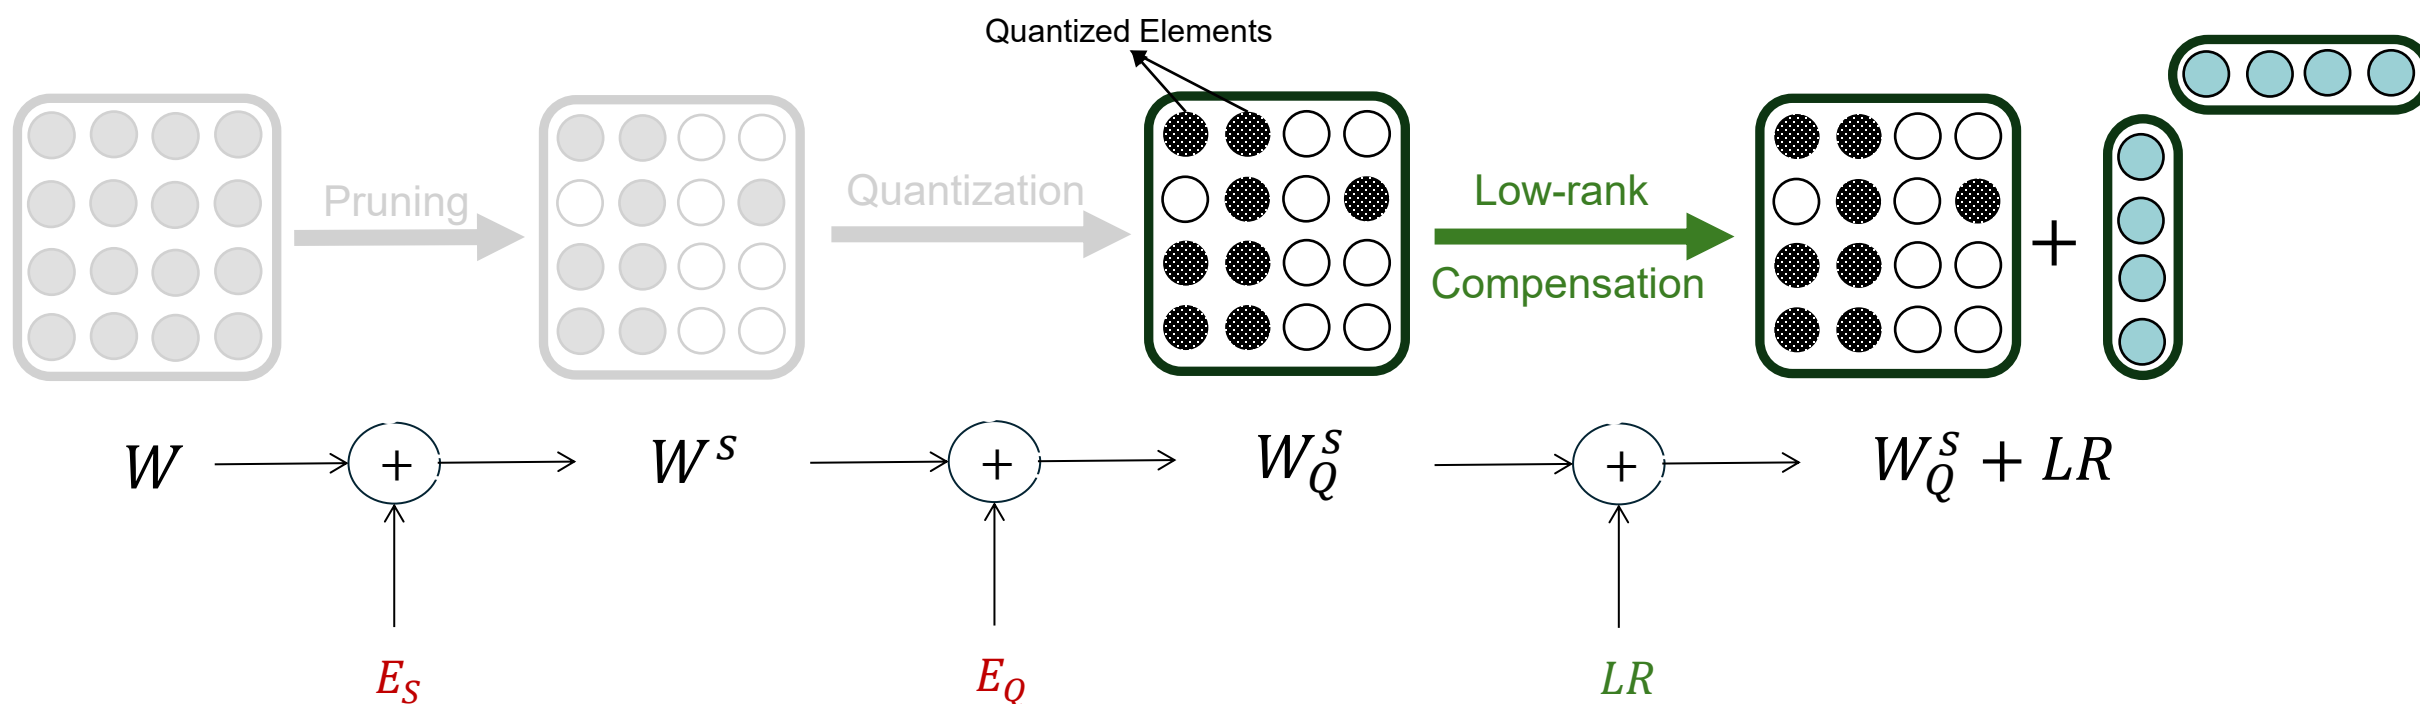 Quantized Elements
Pruning
Quantization
Low-rank
Compensation
+
W + W^s + W_Q^s + W_Q^s + LR
E_S E_Q LR